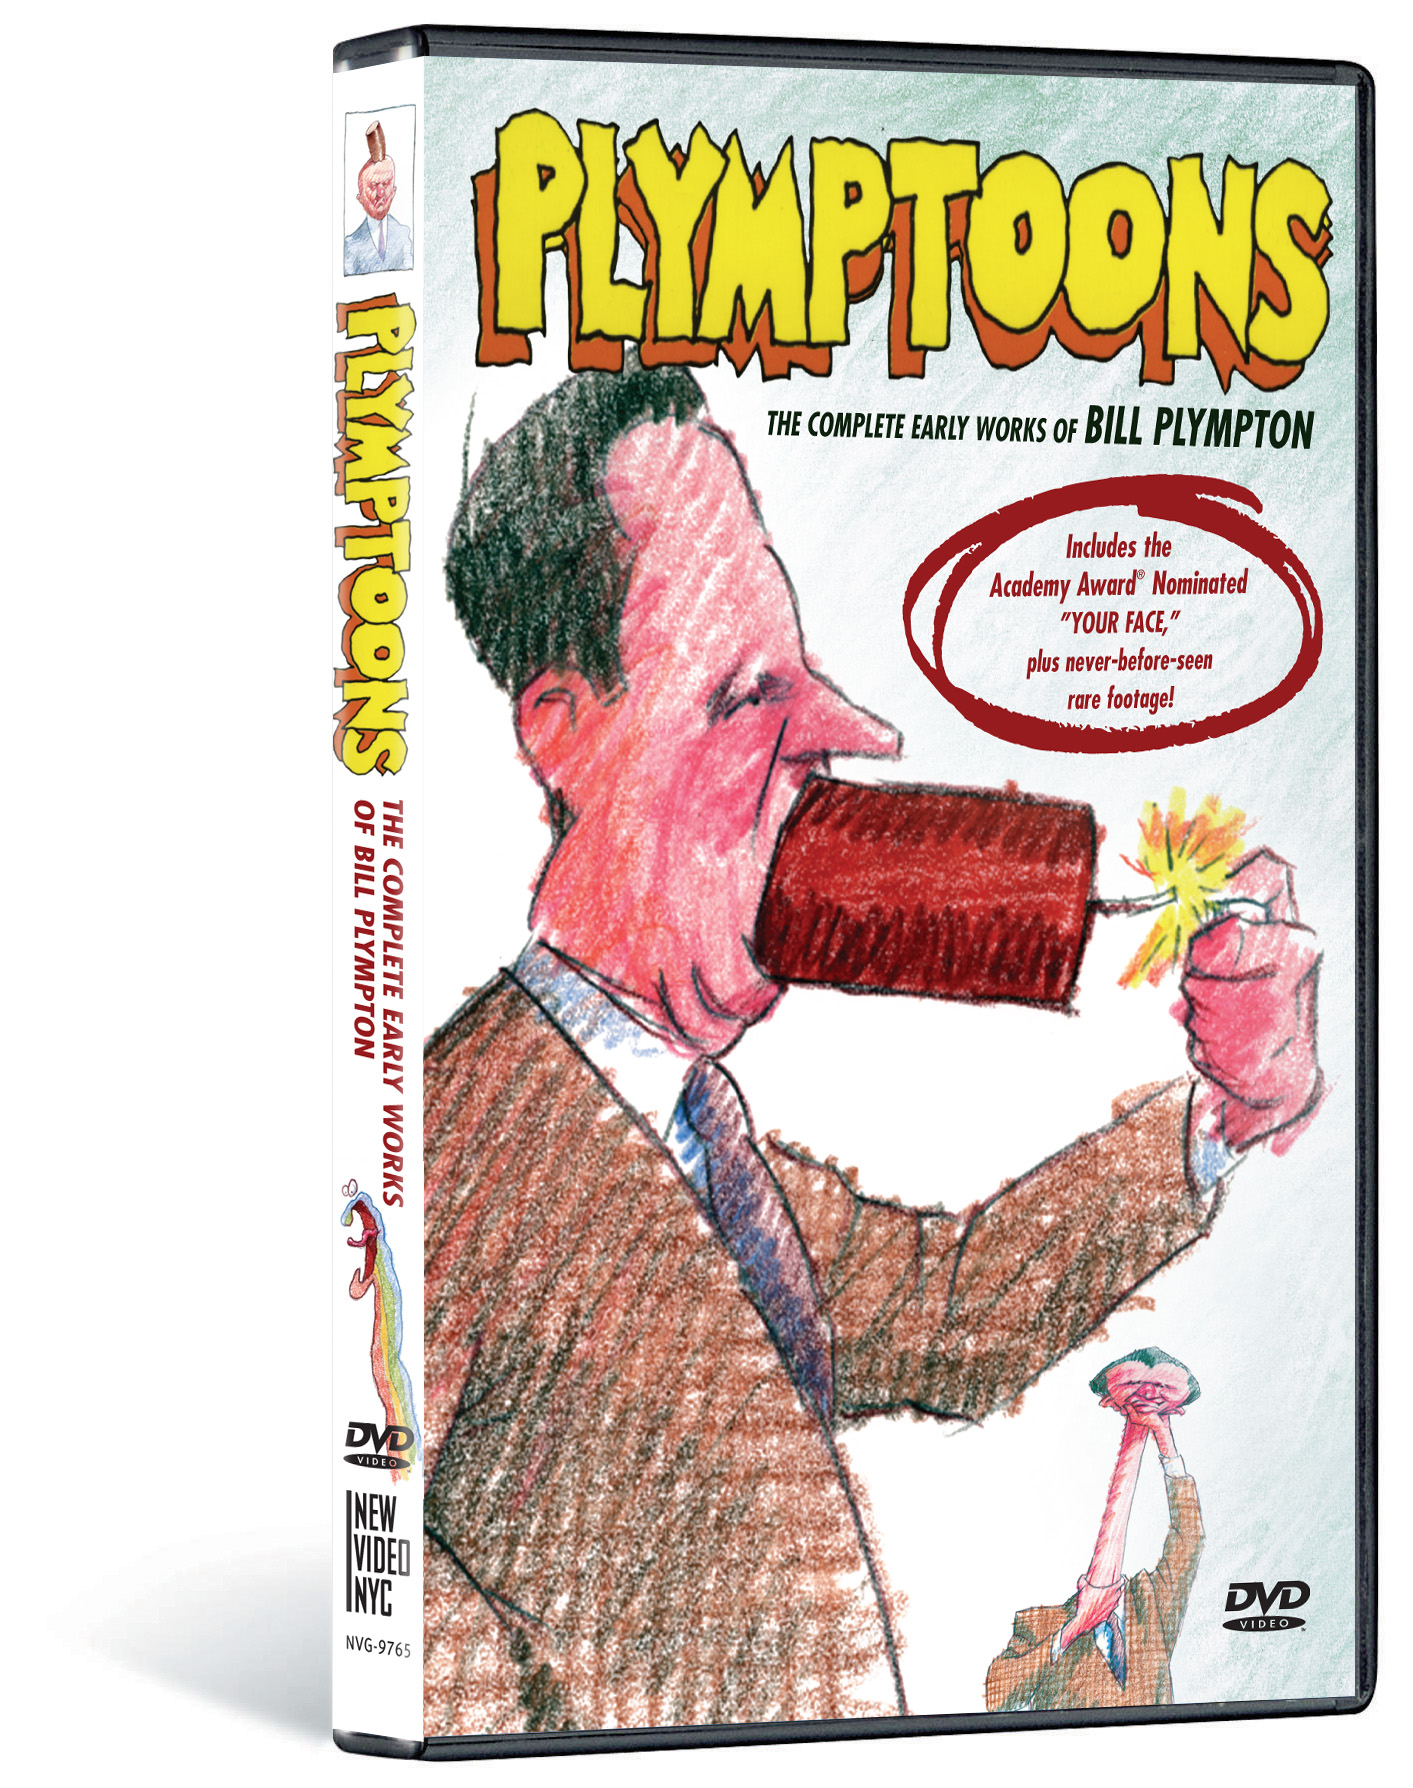 PLYMPTOONS
THE COMPLETE EARLY WORKS OF BILL PLYMPTON
Includes the
Academy Award® Nominated
"YOUR FACE,"
plus never-before-seen
rare footage!
DVD
VIDEO
PLYMPTOONS
THE COMPLETE EARLY WORKS
OF BILL PLYMPTON
DVD
VIDEO
NEW
VIDEO
NYC
NVG-9765